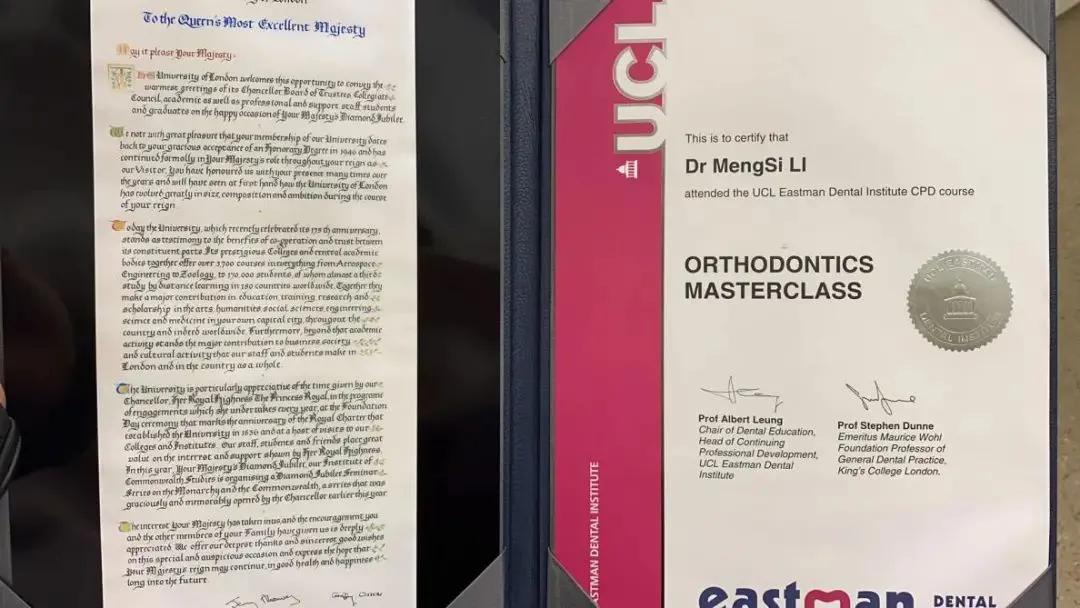 To the Queen's Most Excellent Majesty
May it please Your Majesty,
The University of London welcomes this opportunity to convey the
warmest greetings of its Chancellor, Board of Trustees, Collegiate
Council, academic as well as professional and support staff, students
and graduates on the happy occasion of Your Majesty's Diamond Jubilee.
We note with great pleasure that your membership of our University dates
back to your gracious acceptance of an Honorary Degree in 1946 and has
continued formally in Your Majesty's role throughout your reign as
our Visitor. You have honoured us with your presence many times over
the years and will have seen at first hand how the University of London
has evolved greatly in size, composition and ambition during the course
of your reign.
Today the University, which recently celebrated its 175th anniversary,
stands as testimony to the benefits of co-operation and trust between
its constituent parts. Its prestigious Colleges and central academic
bodies together offer over 3,700 courses in everything from Aerospace
Engineering to Zoology, to 170,000 students, of whom almost a third
study by distance learning in 180 countries worldwide. Together they
make a major contribution in education, training, research and
scholarship in the arts, humanities, social sciences, engineering
science and medicine in your own capital city, througout the
country and indeed worldwide. Furthermore, beyond that academic
activity stands the major contribution to business, society
and cultural activity that our staff and students make in
London and in the country as a whole.
The University is particularly appreciative of the time given by our
Chancellor, Her Royal Highness The Princess Royal, in the programe
of engagements which she undertakes every year, at the Foundation
Day ceremony that marks the anniversary of the Royal Charter that
established the University in 1836 and at a host of visits to our
Colleges and Institutes. Our staff, students and friends place great
value on the interest and support shown by Her Royal Highness.
In this year, Your Majesty's Diamond Jubilee, our Institute of
Commonwealth Studies is organising a Diamond Jubilee Seminar
Series on the Monarchy and the Commonwealth, a series that was
graciously and memorably opened by the Chancellor earlier this year.
The interest Your Majesty has taken in us, and the encouragement you
and the other members of your Family have given us is deeply
appreciated. We offer our deepest thanks and sincerest good wishes
on this special and auspicious occasion and express the hope that
Your Majesty's reign may continue, in good health and happiness
long into the future.
UCL
EASTMAN DENTAL INSTITUTE
This is to certify that
Dr MengSi LI
attended the UCL Eastman Dental Institute CPD course
ORTHODONTICS
MASTERCLASS
UCL EASTMAN
DENTAL INSTITUTE
Prof Albert Leung
Chair of Dental Education,
Head of Continuing
Professional Development,
UCL Eastman Dental
Institute
Prof Stephen Dunne
Emeritus Maurice Wohl
Foundation Professor of
General Dental Practice,
King's College London.
eastman DENTAL